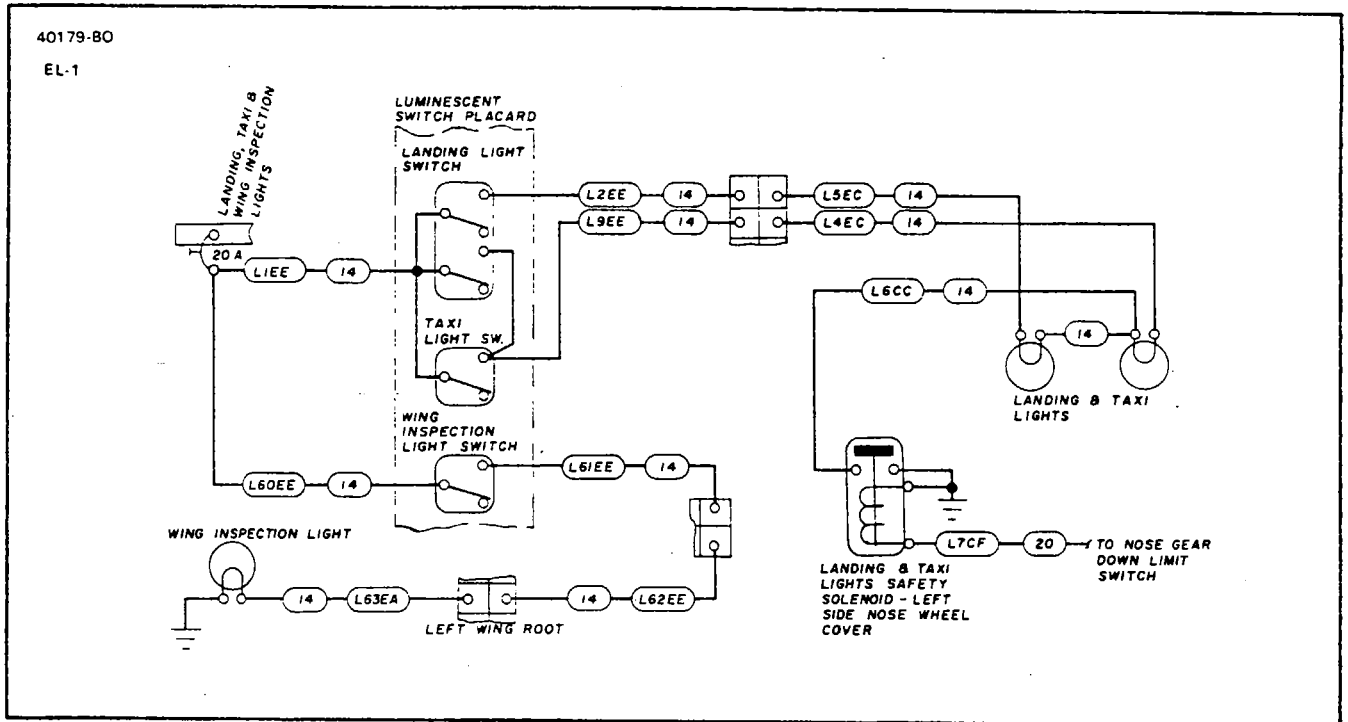 40179-BO
EL-1
LANDING, TAXI &
WING INSPECTION
LIGHTS
20 A
LUMINESCENT
SWITCH PLACARD
LANDING LIGHT
SWITCH
L1EE 14
L2EE 14 L5EC 14
L9EE 14 L4EC 14
L6CC 14
14
LANDING & TAXI
LIGHTS
TAXI
LIGHT SW.
WING
INSPECTION
LIGHT SWITCH
L60EE 14
L61EE 14
WING INSPECTION LIGHT
14 L63EA
LEFT WING ROOT
14 L62EE
L7CF 20
TO NOSE GEAR
DOWN LIMIT
SWITCH
LANDING & TAXI
LIGHTS SAFETY
SOLENOID - LEFT
SIDE NOSE WHEEL
COVER